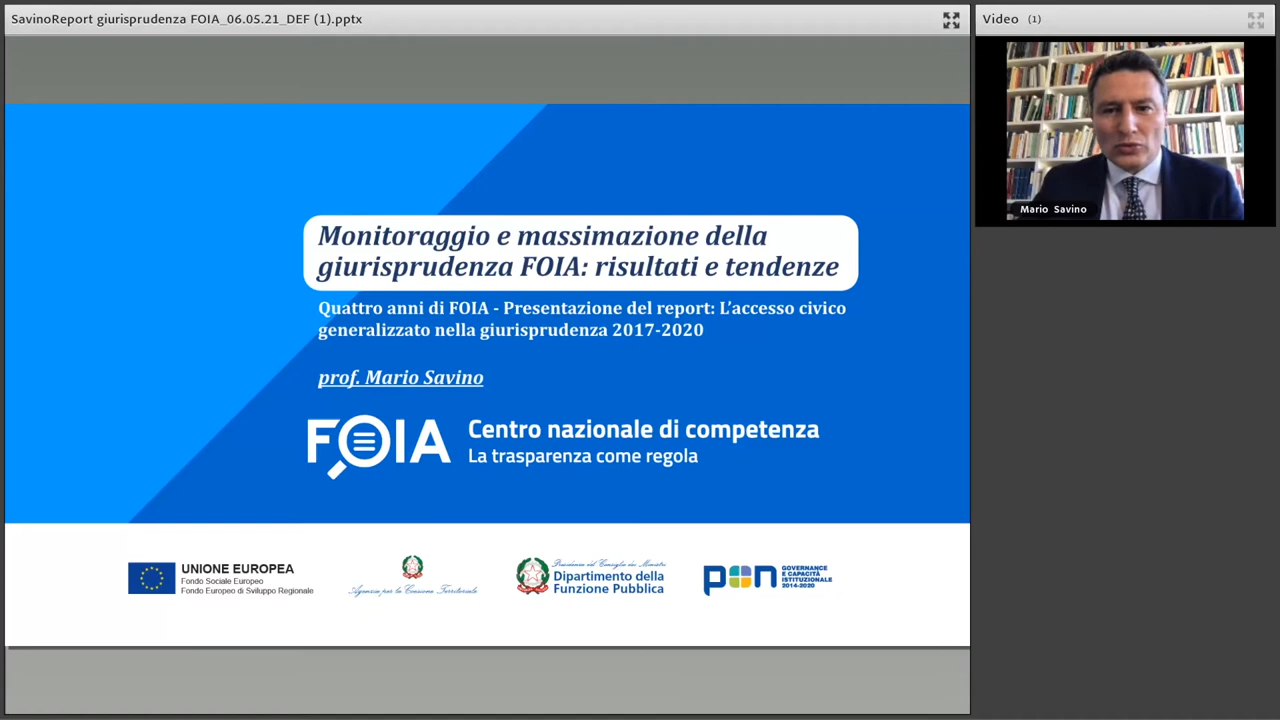 SavinoReport giurisprudenza FOIA_06.05.21_DEF (1).pptx
Video (1)
Mario Savino
Monitoraggio e massimazione della
giurisprudenza FOIA: risultati e tendenze
Quattro anni di FOIA - Presentazione del report: L'accesso civico
generalizzato nella giurisprudenza 2017-2020
prof. Mario Savino
FOIA
Centro nazionale di competenza
La trasparenza come regola
UNIONE EUROPEA
Fondo Sociale Europeo
Fondo Europeo di Sviluppo Regionale
Agenzia per la Coesione Territoriale
Presidenza del Consiglio dei Ministri
Dipartimento della
Funzione Pubblica
pon
GOVERNANCE
E CAPACITÀ
ISTITUZIONALE
2014-2020